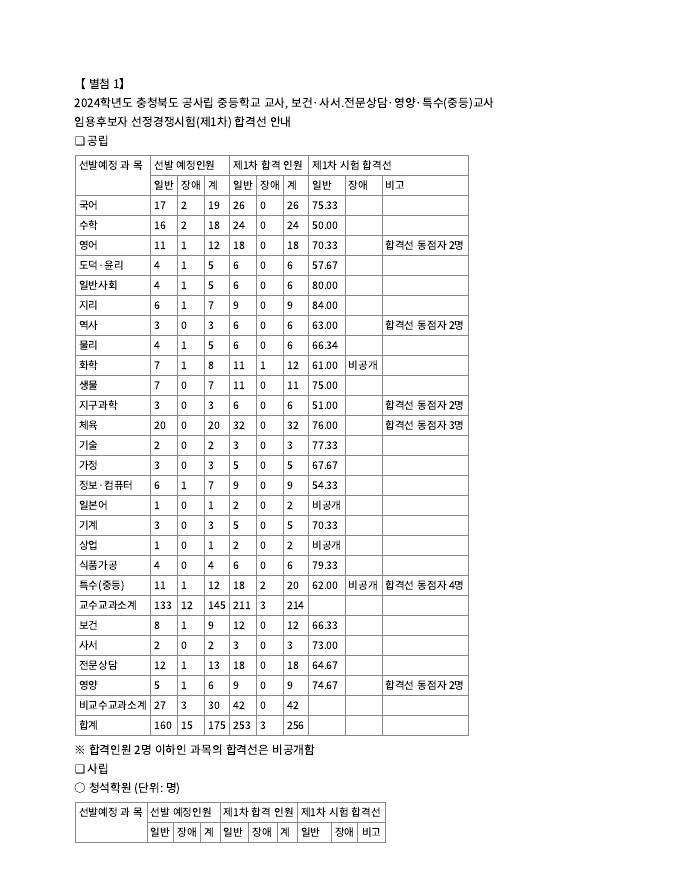 【 별첨 1】
2024학년도 충청북도 공사립 중등학교 교사, 보건·사서.전문상담·영양·특수(중등)교사
임용후보자 선정경쟁시험(제1차) 합격선 안내
❏ 공립
선발예정 과 목 선발 예정인원 제1차 합격 인원 제1차 시험 합격선
일반 장애 계 일반 장애 계 일반 장애 비고
국어 17 2 19 26 0 26 75.33
수학 16 2 18 24 0 24 50.00
영어 11 1 12 18 0 18 70.33 합격선 동점자 2명
도덕·윤리 4 1 5 6 0 6 57.67
일반사회 4 1 5 6 0 6 80.00
지리 6 1 7 9 0 9 84.00
역사 3 0 3 6 0 6 63.00 합격선 동점자 2명
물리 4 1 5 6 0 6 66.34
화학 7 1 8 11 1 12 61.00 비공개
생물 7 0 7 11 0 11 75.00
지구과학 3 0 3 6 0 6 51.00 합격선 동점자 2명
체육 20 0 20 32 0 32 76.00 합격선 동점자 3명
기술 2 0 2 3 0 3 77.33
가정 3 0 3 5 0 5 67.67
정보·컴퓨터 6 1 7 9 0 9 54.33
일본어 1 0 1 2 0 2 비공개
기계 3 0 3 5 0 5 70.33
상업 1 0 1 2 0 2 비공개
식품가공 4 0 4 6 0 6 79.33
특수(중등) 11 1 12 18 2 20 62.00 비공개 합격선 동점자 4명
교수교과소계 133 12 145 211 3 214
보건 8 1 9 12 0 12 66.33
사서 2 0 2 3 0 3 73.00
전문상담 12 1 13 18 0 18 64.67
영양 5 1 6 9 0 9 74.67 합격선 동점자 2명
비교수교과소계 27 3 30 42 0 42
합계 160 15 175 253 3 256
※ 합격인원 2명 이하인 과목의 합격선은 비공개함
❏ 사립
○ 청석학원 (단위: 명)
선발예정 과 목 선발 예정인원 제1차 합격 인원 제1차 시험 합격선
일반 장애 계 일반 장애 계 일반 장애 비고